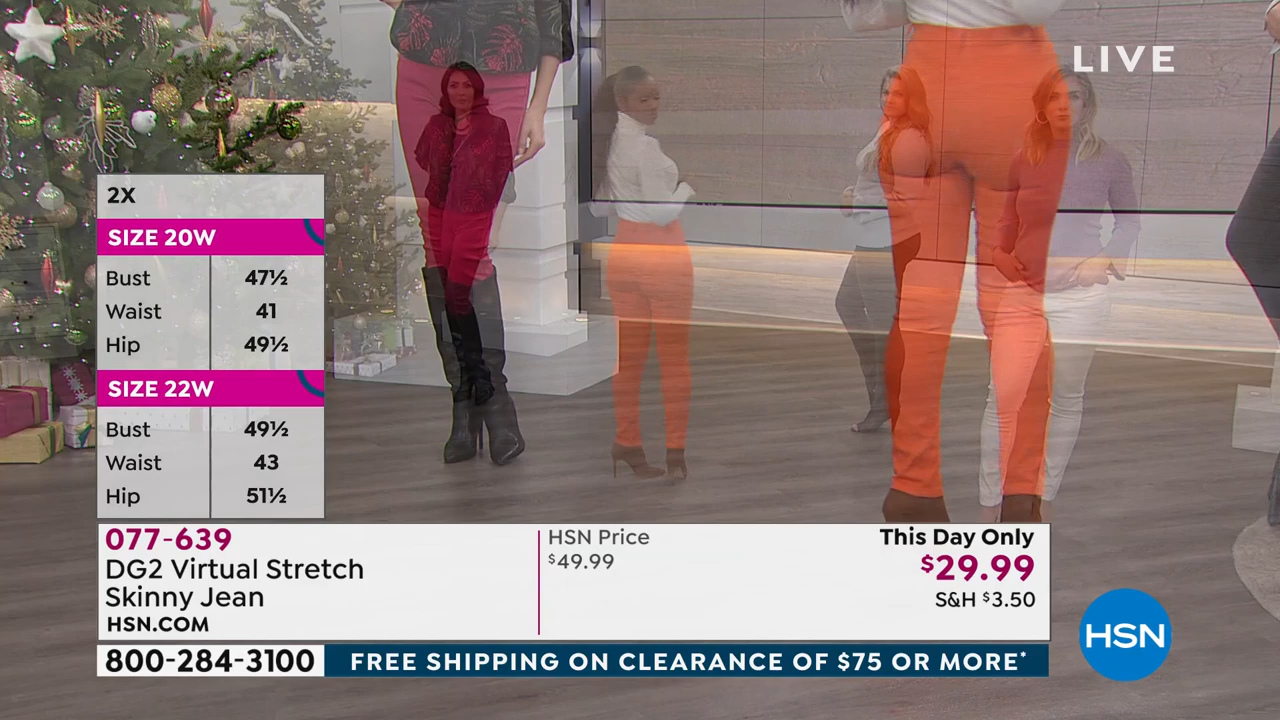 LIVE
2X
SIZE 20W
Bust 47½
Waist 41
Hip 49½
SIZE 22W
Bust 49½
Waist 43
Hip 51½
077-639
DG2 Virtual Stretch
Skinny Jean
HSN.COM
HSN Price
$49.99
This Day Only
$29.99
S&H $3.50
800-284-3100
FREE SHIPPING ON CLEARANCE OF $75 OR MORE*
HSN